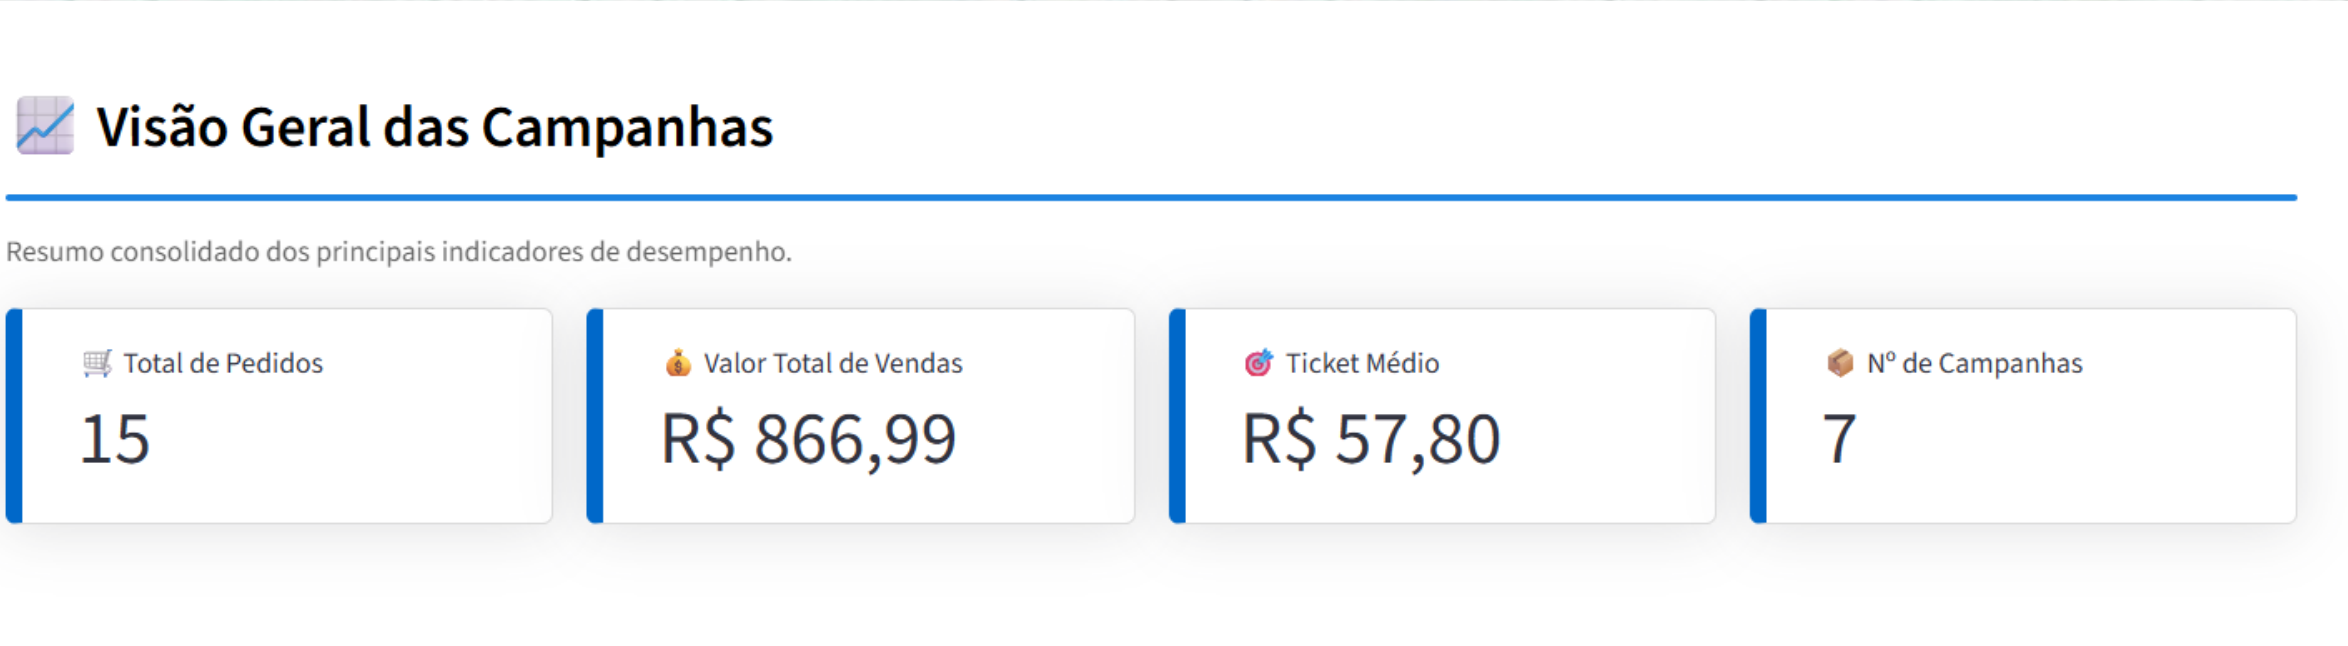 Visão Geral das Campanhas
Resumo consolidado dos principais indicadores de desempenho.
Total de Pedidos
15
Valor Total de Vendas
R$ 866,99
Ticket Médio
R$ 57,80
Nº de Campanhas
7